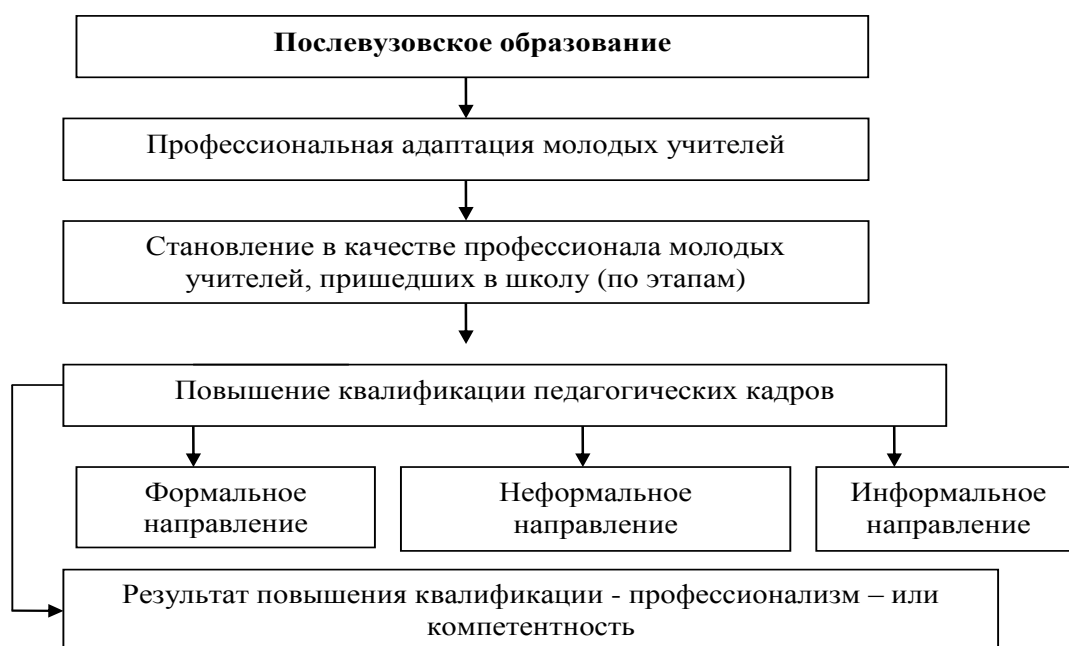 Послевузовское образование
Профессиональная адаптация молодых учителей
Становление в качестве профессионала молодых
учителей, пришедших в школу (по этапам)
Повышение квалификации педагогических кадров
Формальное
направление
Неформальное
направление
Информальное
направление
Результат повышения квалификации - профессионализм – или
компетентность